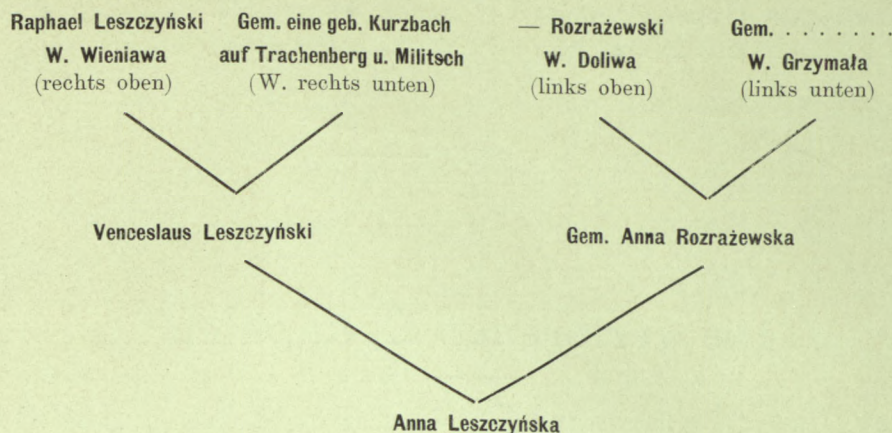 Raphael Leszczyński Gem. eine geb. Kurzbach — Rozrażewski Gem. . . . . . . . .
W. Wieniawa auf Trachenberg u. Militsch W. Doliwa W. Grzymała
(rechts oben) (W. rechts unten) (links oben) (links unten)
Venceslaus Leszczyński Gem. Anna Rozrażewska
Anna Leszczyńska